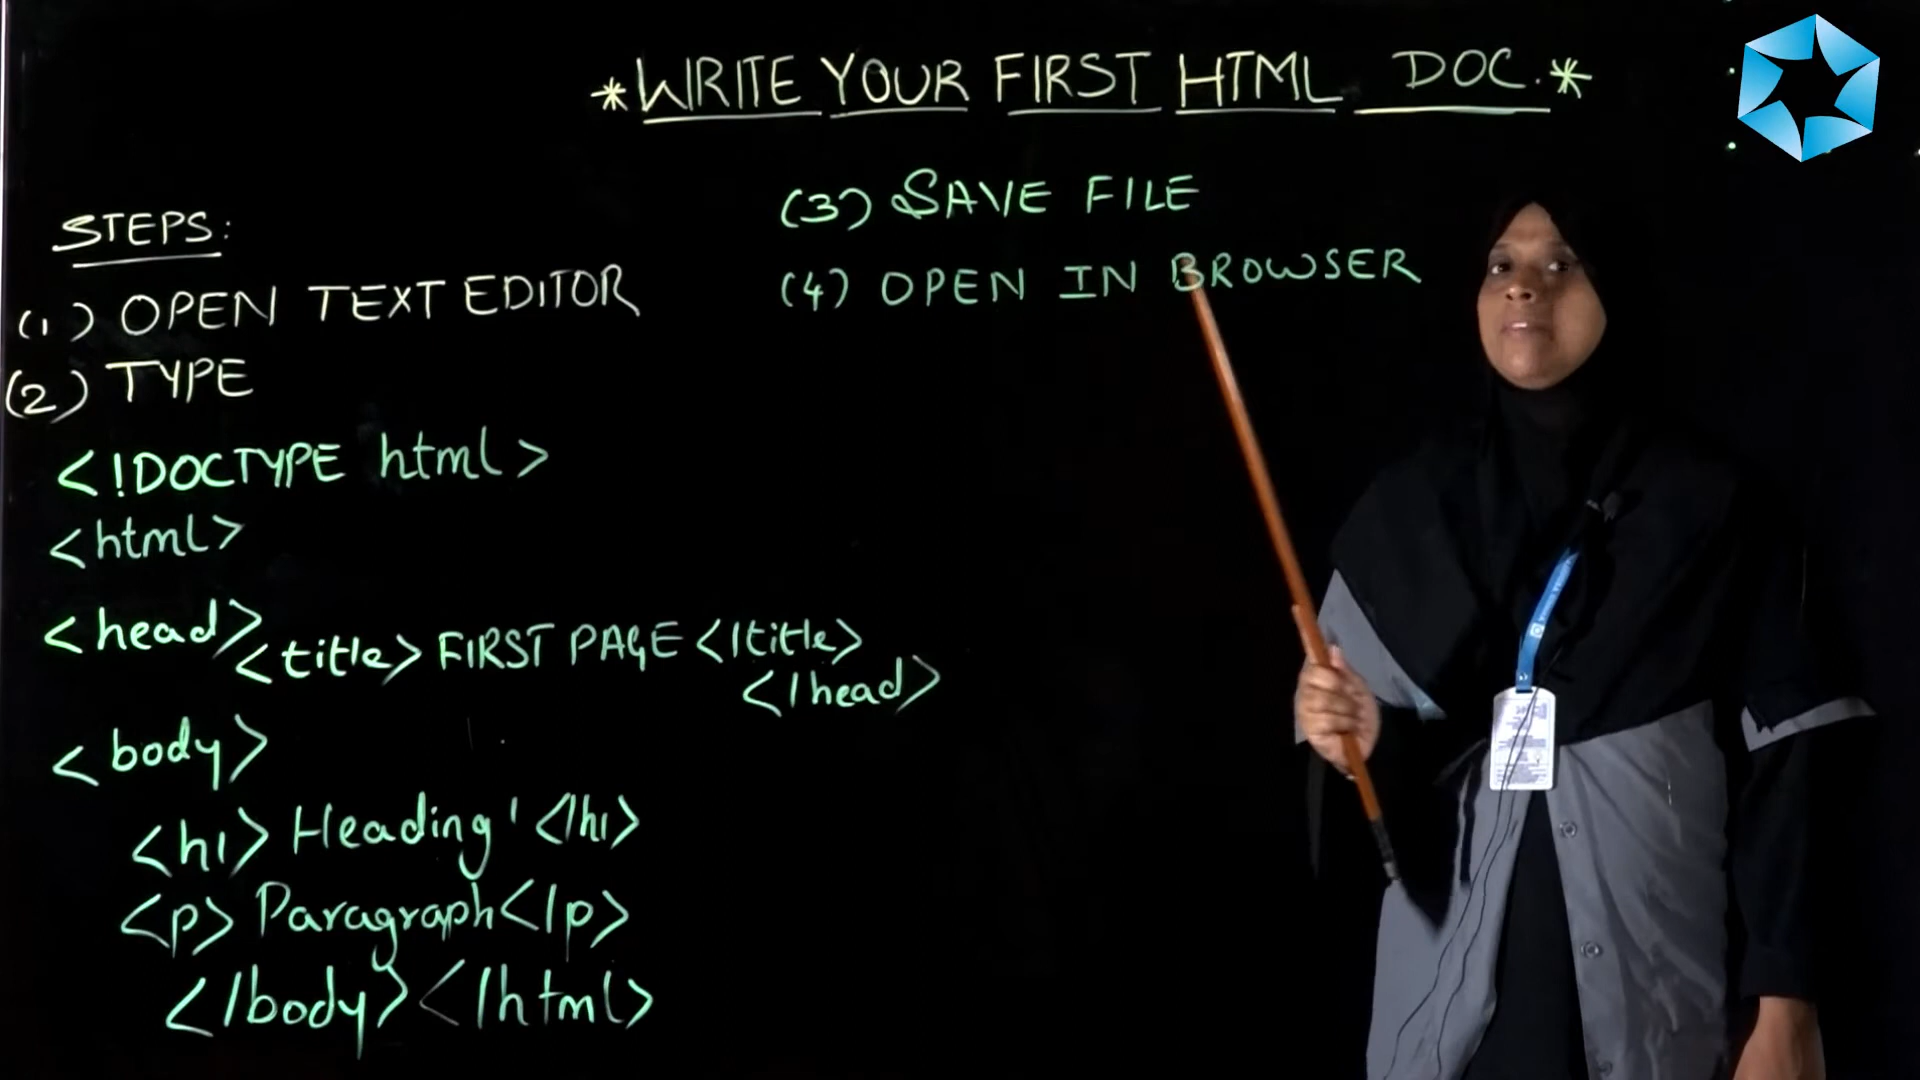 *WRITE YOUR FIRST HTML DOC.*
STEPS:
(1) OPEN TEXT EDITOR
(2) TYPE
<!DOCTYPE html>
<html>
<head>
<title> FIRST PAGE </title>
</head>
<body>
<h1> Heading' </h1>
<p> Paragraph </p>
</body> </html>
(3) SAVE FILE
(4) OPEN IN BROWSER